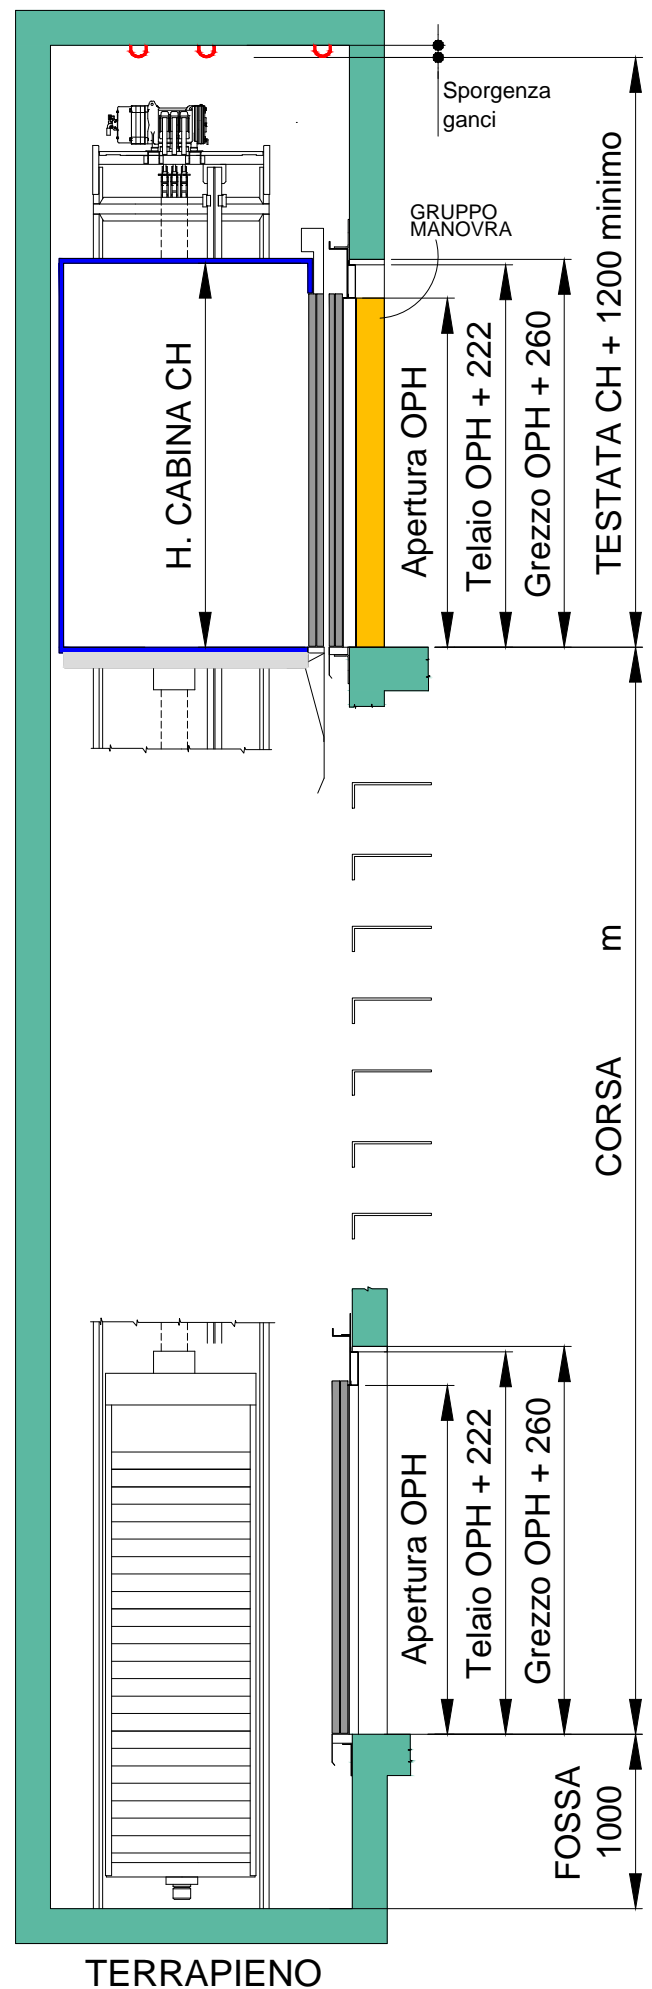 Sporgenza
ganci
GRUPPO
MANOVRA
H. CABINA CH
Apertura OPH
Telaio OPH + 222
Grezzo OPH + 260
TESTATA CH + 1200 minimo
CORSA m
Apertura OPH
Telaio OPH + 222
Grezzo OPH + 260
FOSSA
1000
TERRAPIENO